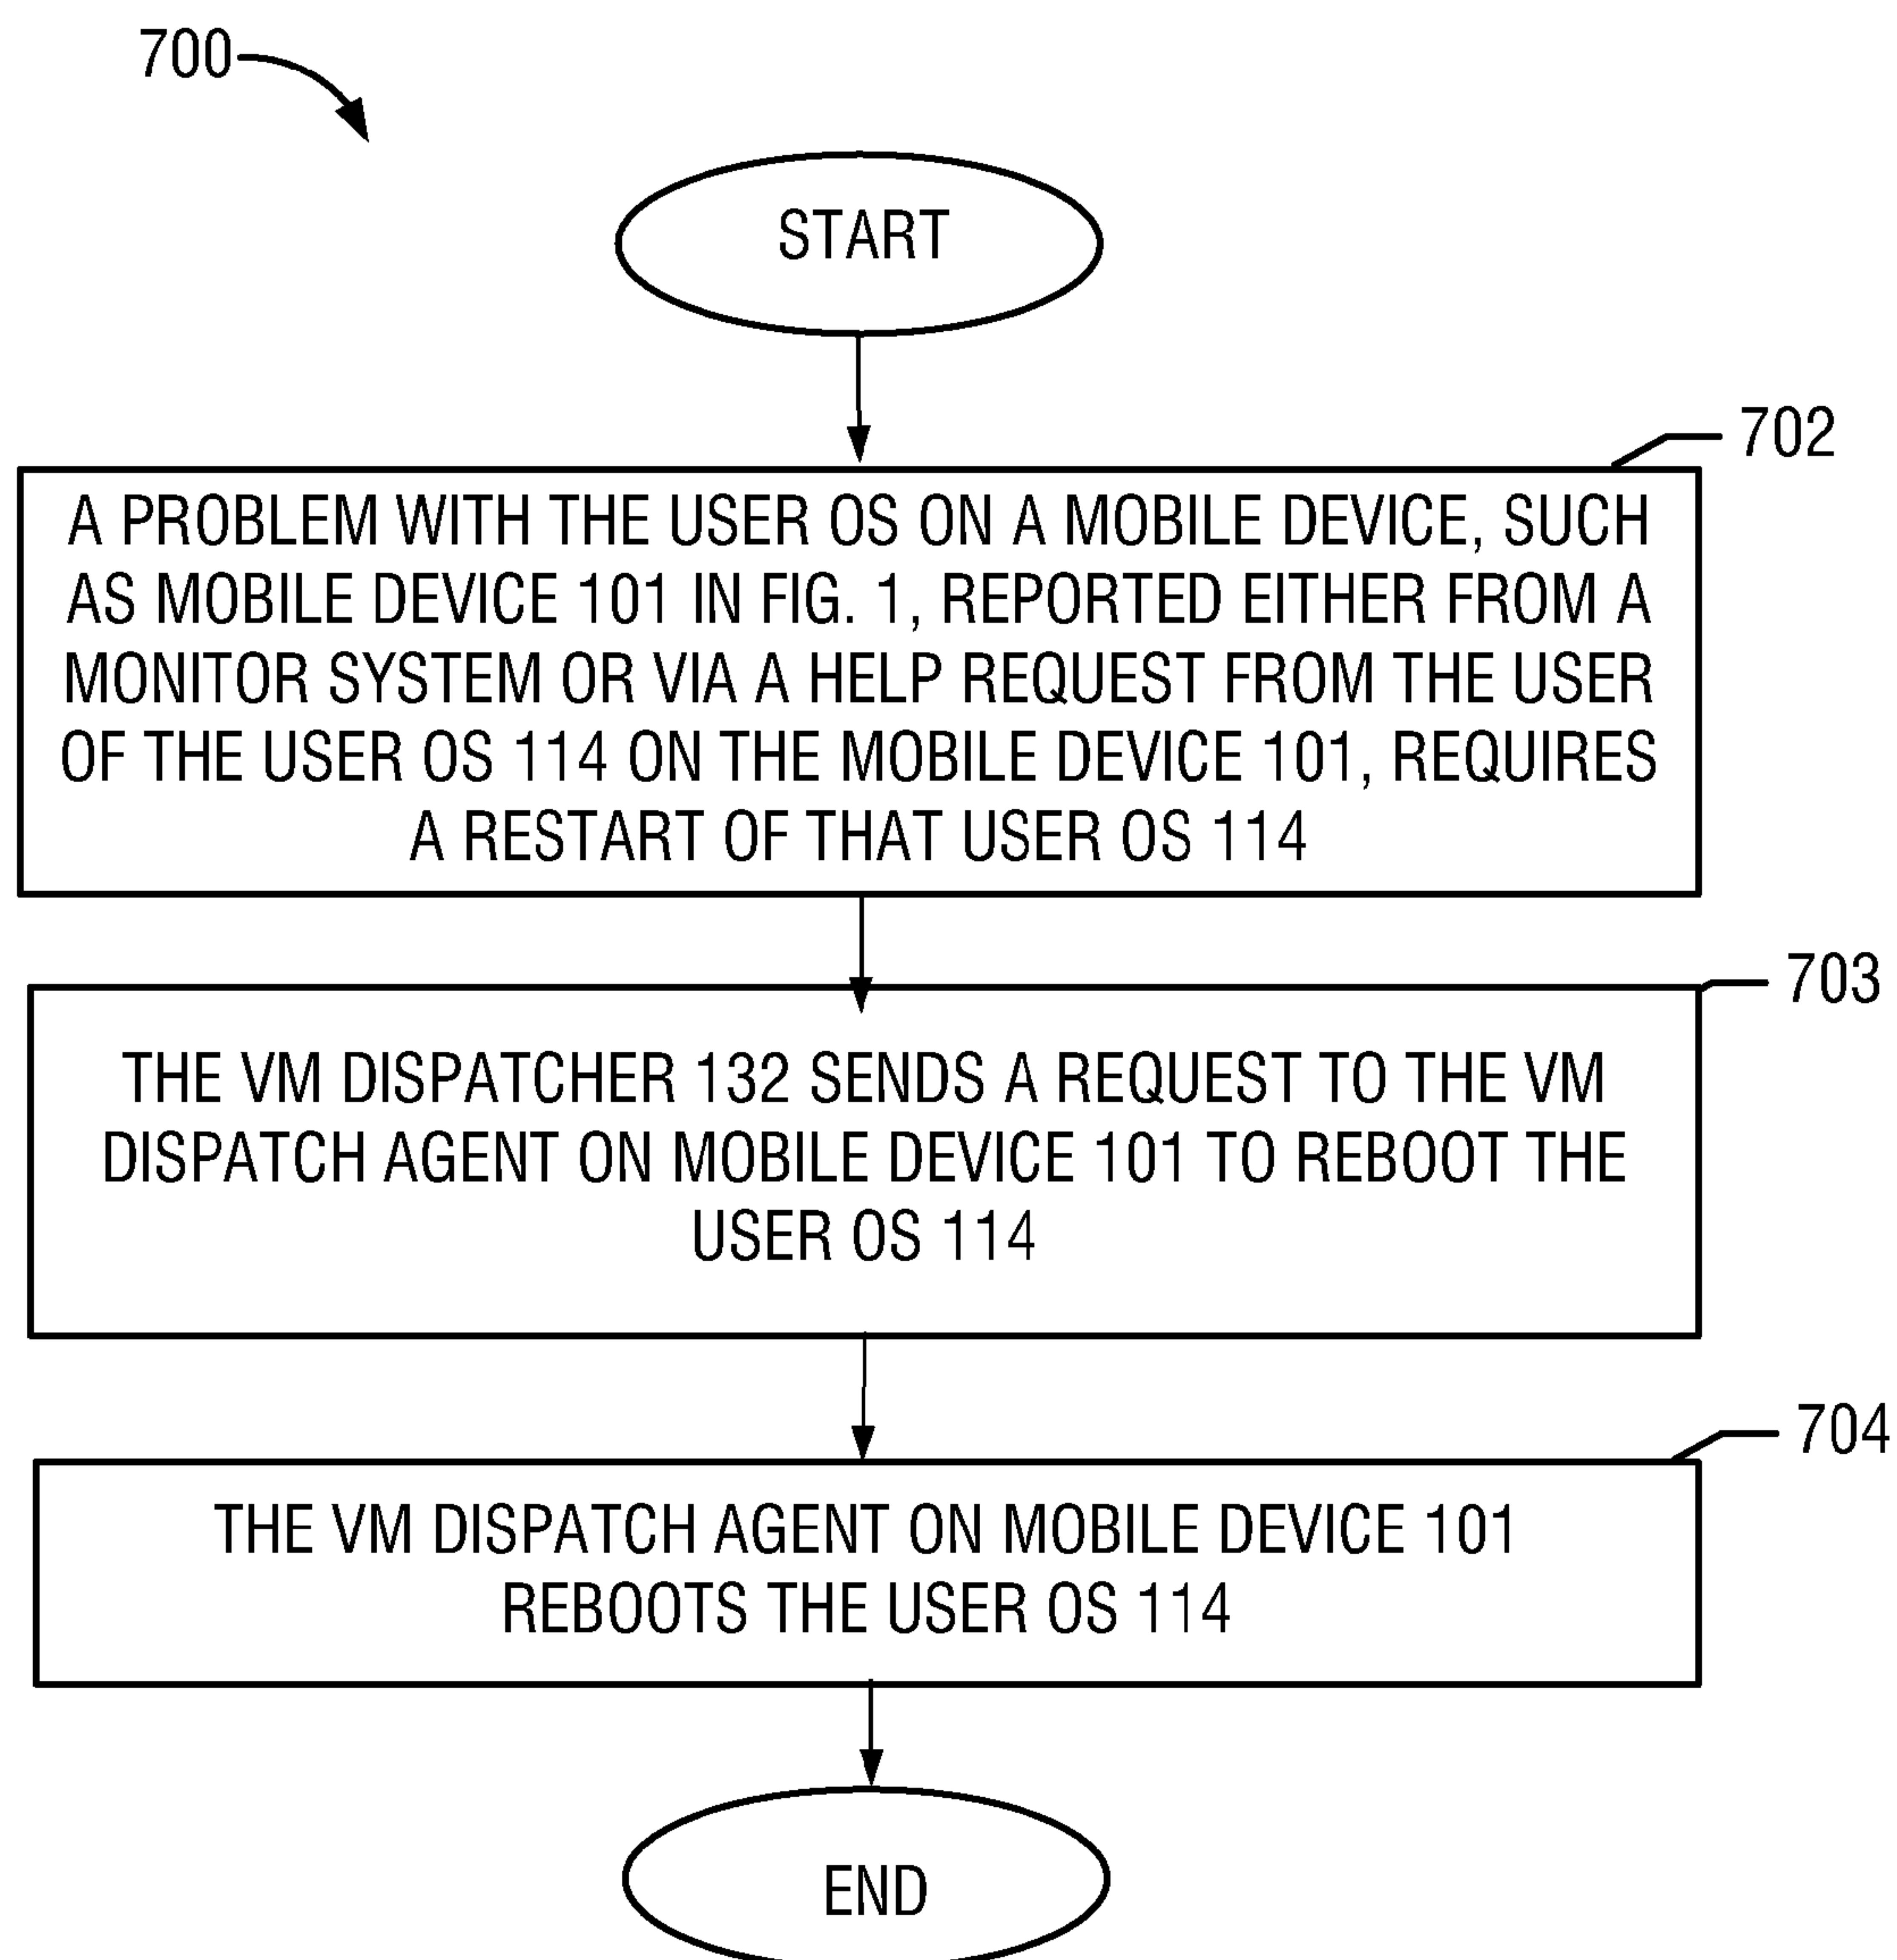 700
START
702
A PROBLEM WITH THE USER OS ON A MOBILE DEVICE, SUCH
AS MOBILE DEVICE 101 IN FIG. 1, REPORTED EITHER FROM A
MONITOR SYSTEM OR VIA A HELP REQUEST FROM THE USER
OF THE USER OS 114 ON THE MOBILE DEVICE 101, REQUIRES
A RESTART OF THAT USER OS 114
703
THE VM DISPATCHER 132 SENDS A REQUEST TO THE VM
DISPATCH AGENT ON MOBILE DEVICE 101 TO REBOOT THE
USER OS 114
704
THE VM DISPATCH AGENT ON MOBILE DEVICE 101
REBOOTS THE USER OS 114
END